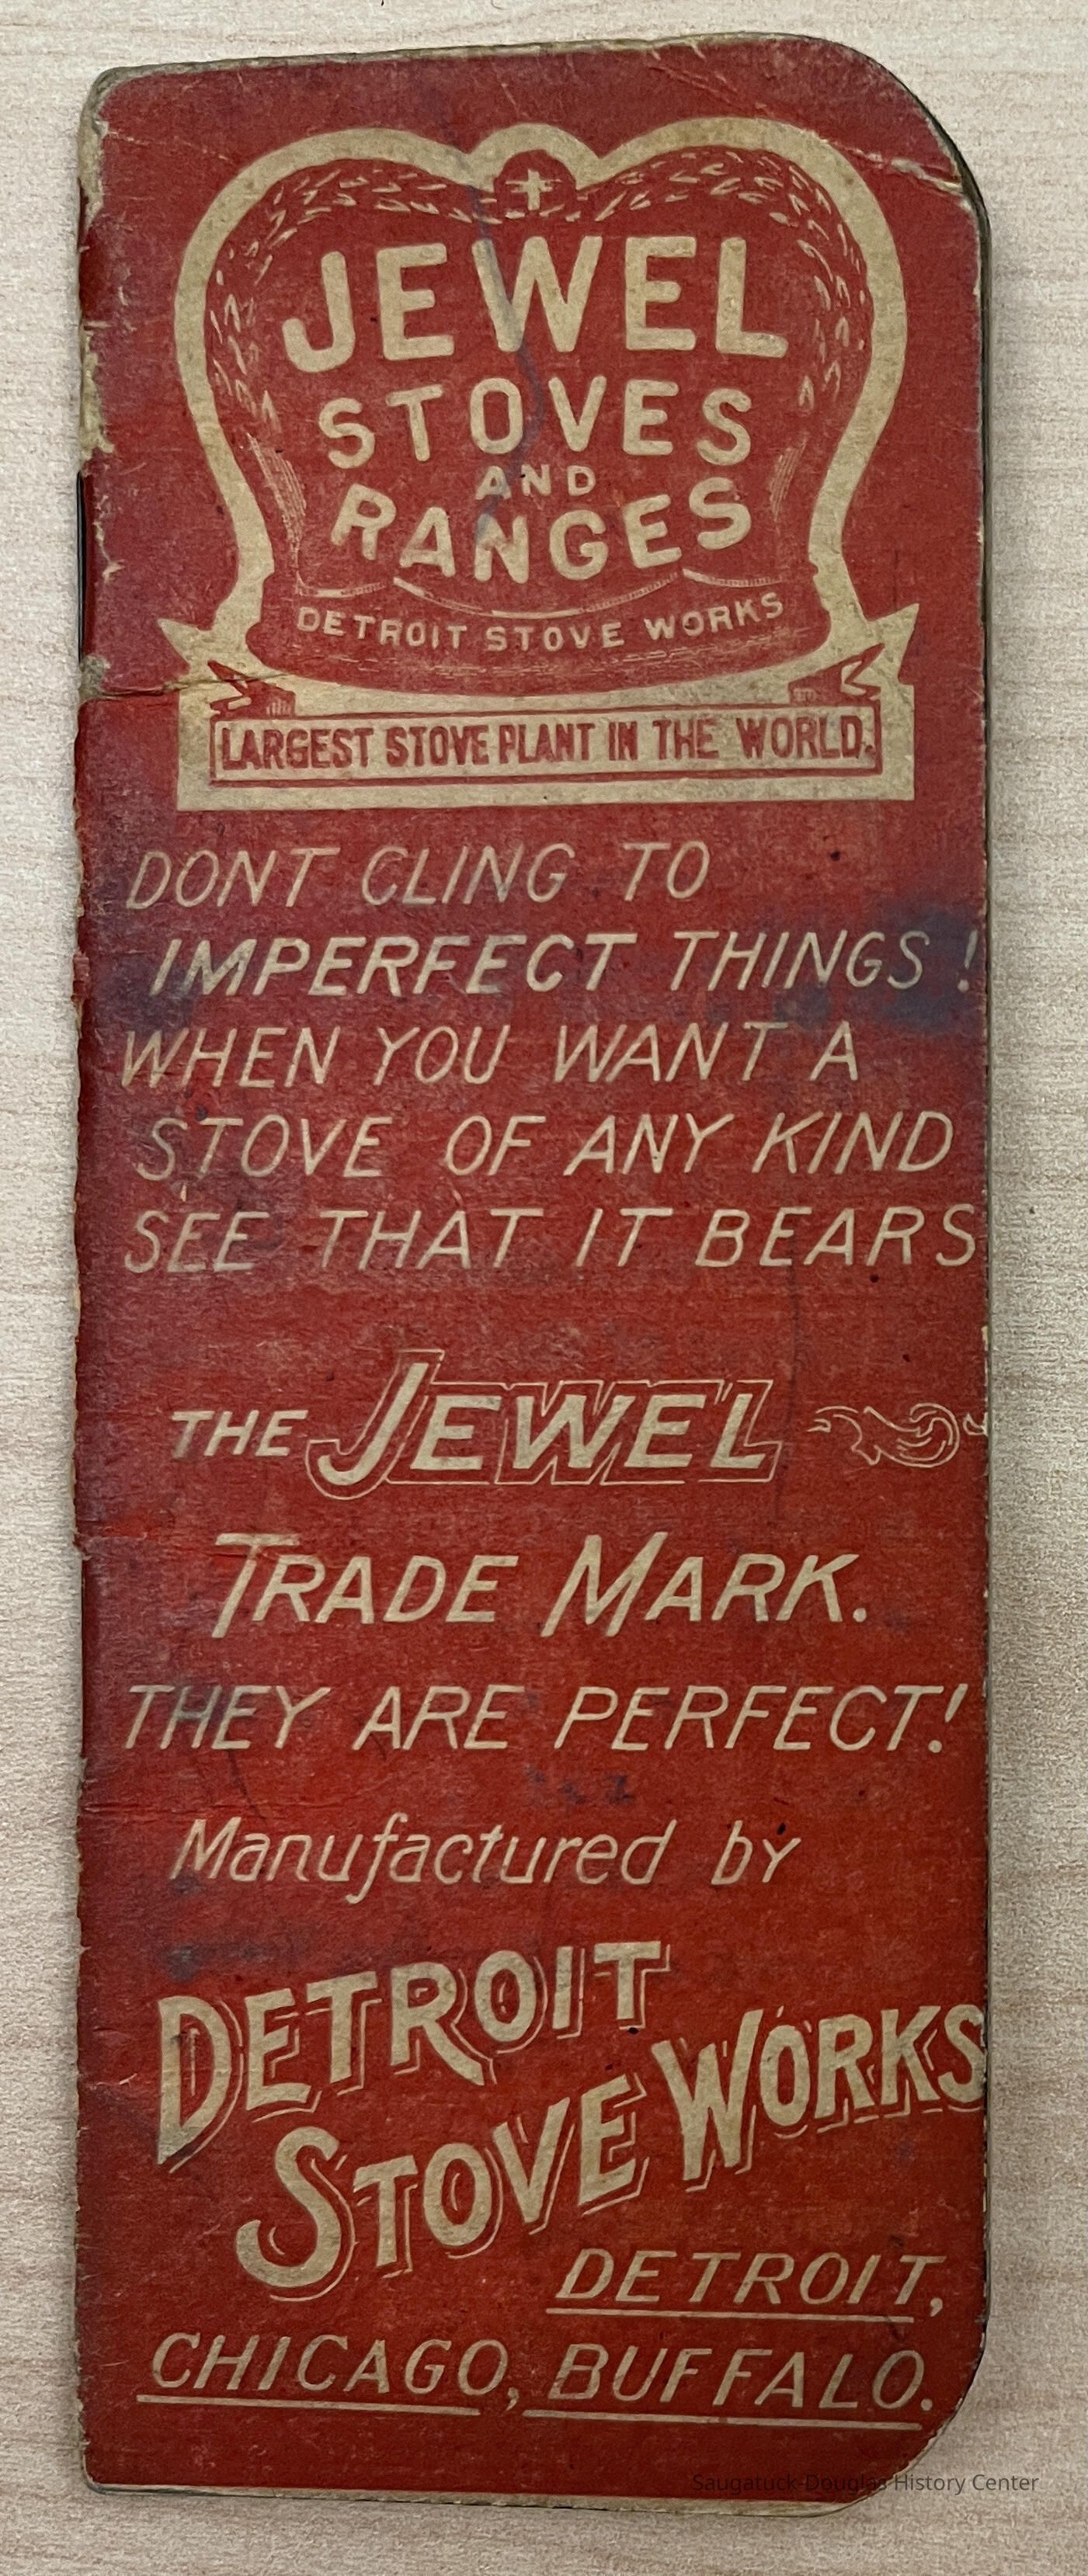 JEWEL
STOVES
AND
RANGES
DETROIT STOVE WORKS
LARGEST STOVE PLANT IN THE WORLD.
DONT CLING TO
IMPERFECT THINGS!
WHEN YOU WANT A
STOVE OF ANY KIND
SEE THAT IT BEARS
THE JEWEL
TRADE MARK.
THEY ARE PERFECT!
Manufactured by
DETROIT
STOVE WORKS
DETROIT,
CHICAGO, BUFFALO.
Saugatuck-Douglas History Center